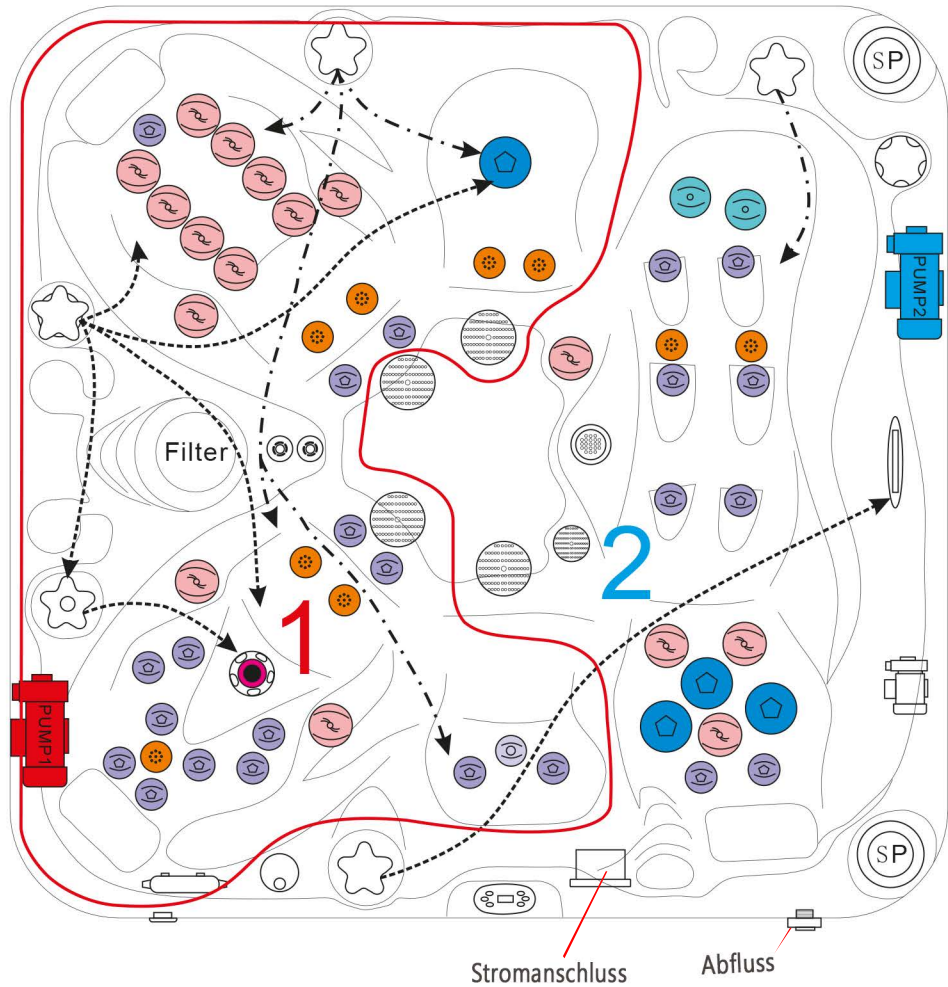 SP
PUMP2
Filter
2
1
PUMP1
SP
Stromanschluss
Abfluss